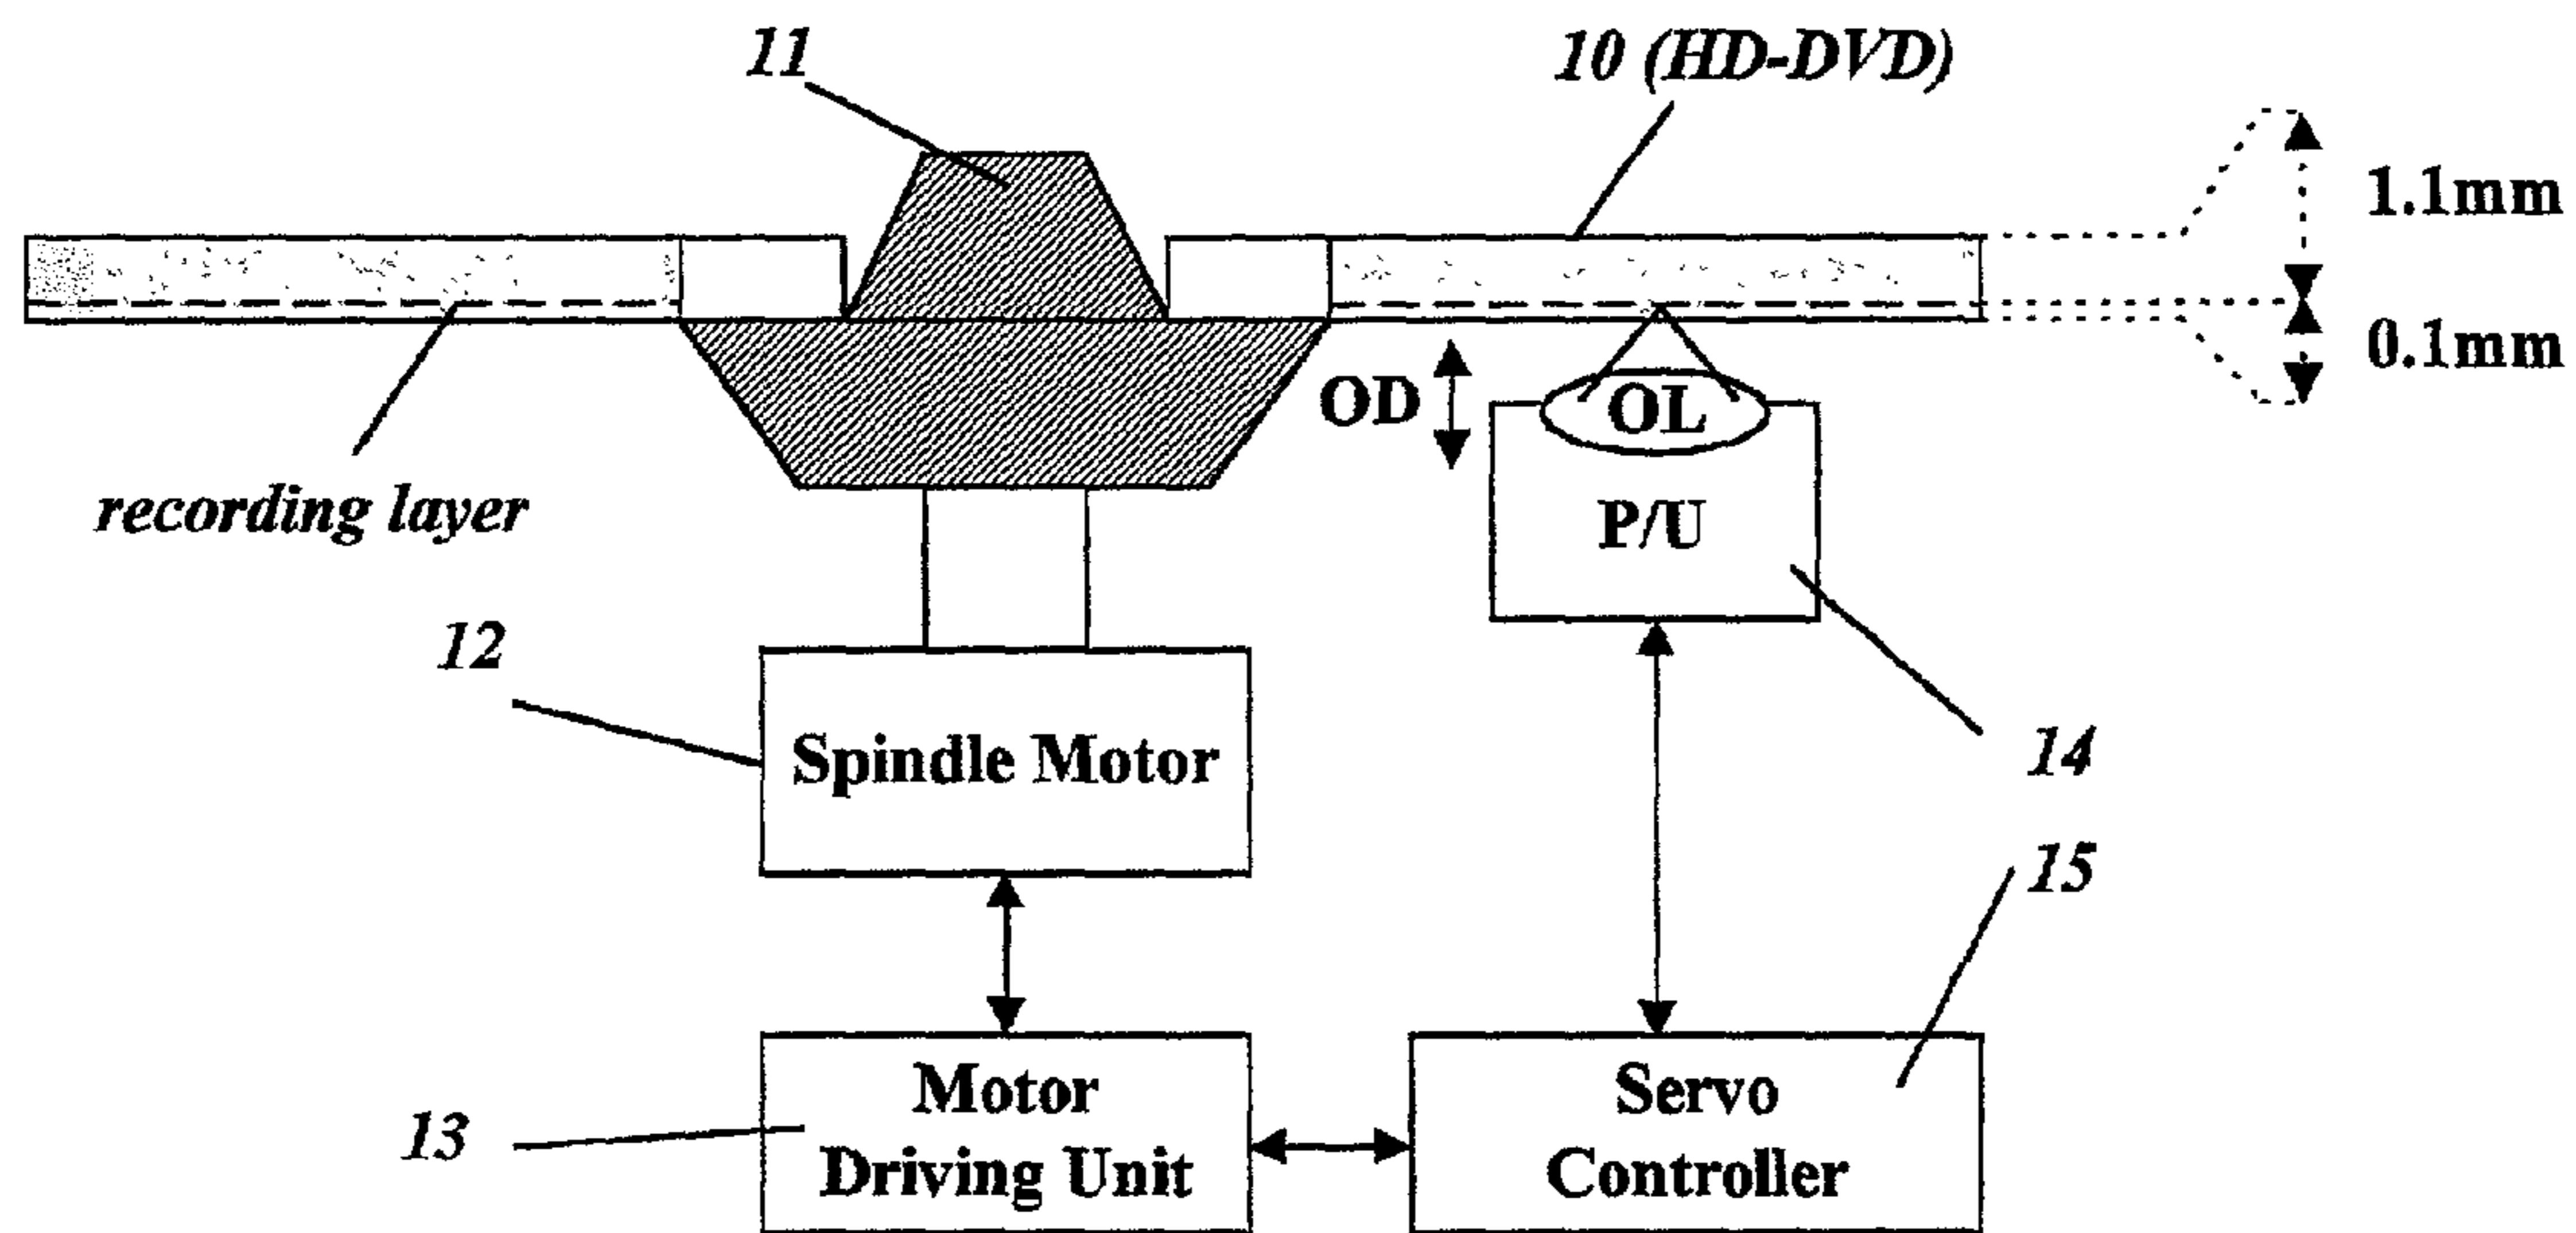 11
10 (HD-DVD)
1.1mm
0.1mm
OD
OL
P/U
recording layer
12
Spindle Motor
14
15
13
Motor
Driving Unit
Servo
Controller